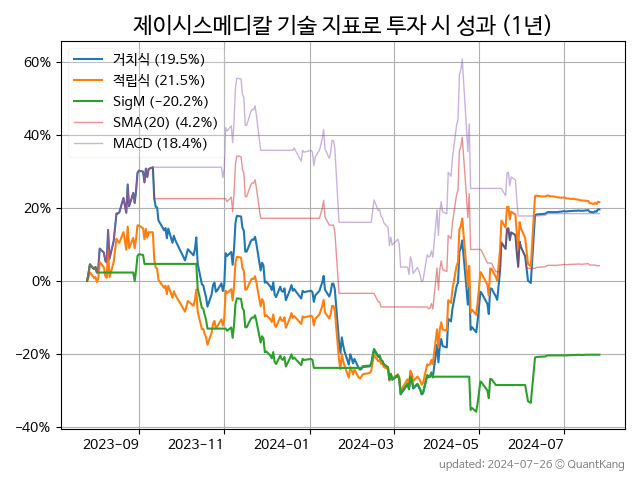 제이시스메디칼 기술 지표로 투자 시 성과 (1년)
거치식 (19.5%)
적립식 (21.5%)
SigM (-20.2%)
SMA(20) (4.2%)
MACD (18.4%)
60%
40%
20%
0%
−20%
−40%
2023-09
2023-11
2024-01
2024-03
2024-05
2024-07
updated: 2024-07-26 © QuantKang